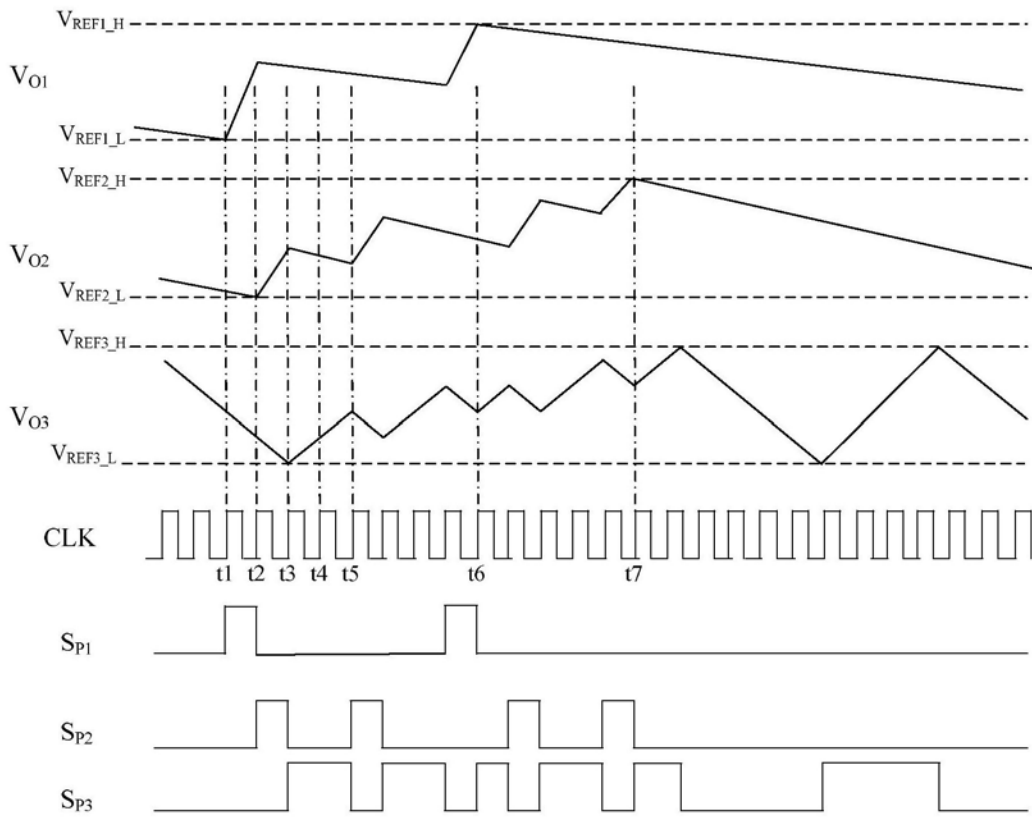 VREF1_H
VO1
VREF1_L
VREF2_H
VO2
VREF2_L
VREF3_H
VO3
VREF3_L
CLK
t1 t2 t3 t4 t5 t6 t7
SP1
SP2
SP3